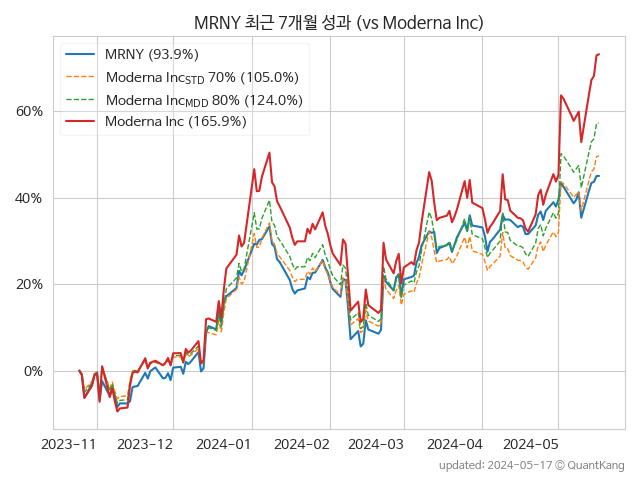 MRNY 최근 7개월 성과 (vs Moderna Inc)
MRNY (93.9%)
Moderna Inc_STD 70% (105.0%)
Moderna Inc_MDD 80% (124.0%)
Moderna Inc (165.9%)
60%
40%
20%
0%
2023-11 2023-12 2024-01 2024-02 2024-03 2024-04 2024-05
updated: 2024-05-17 © QuantKang